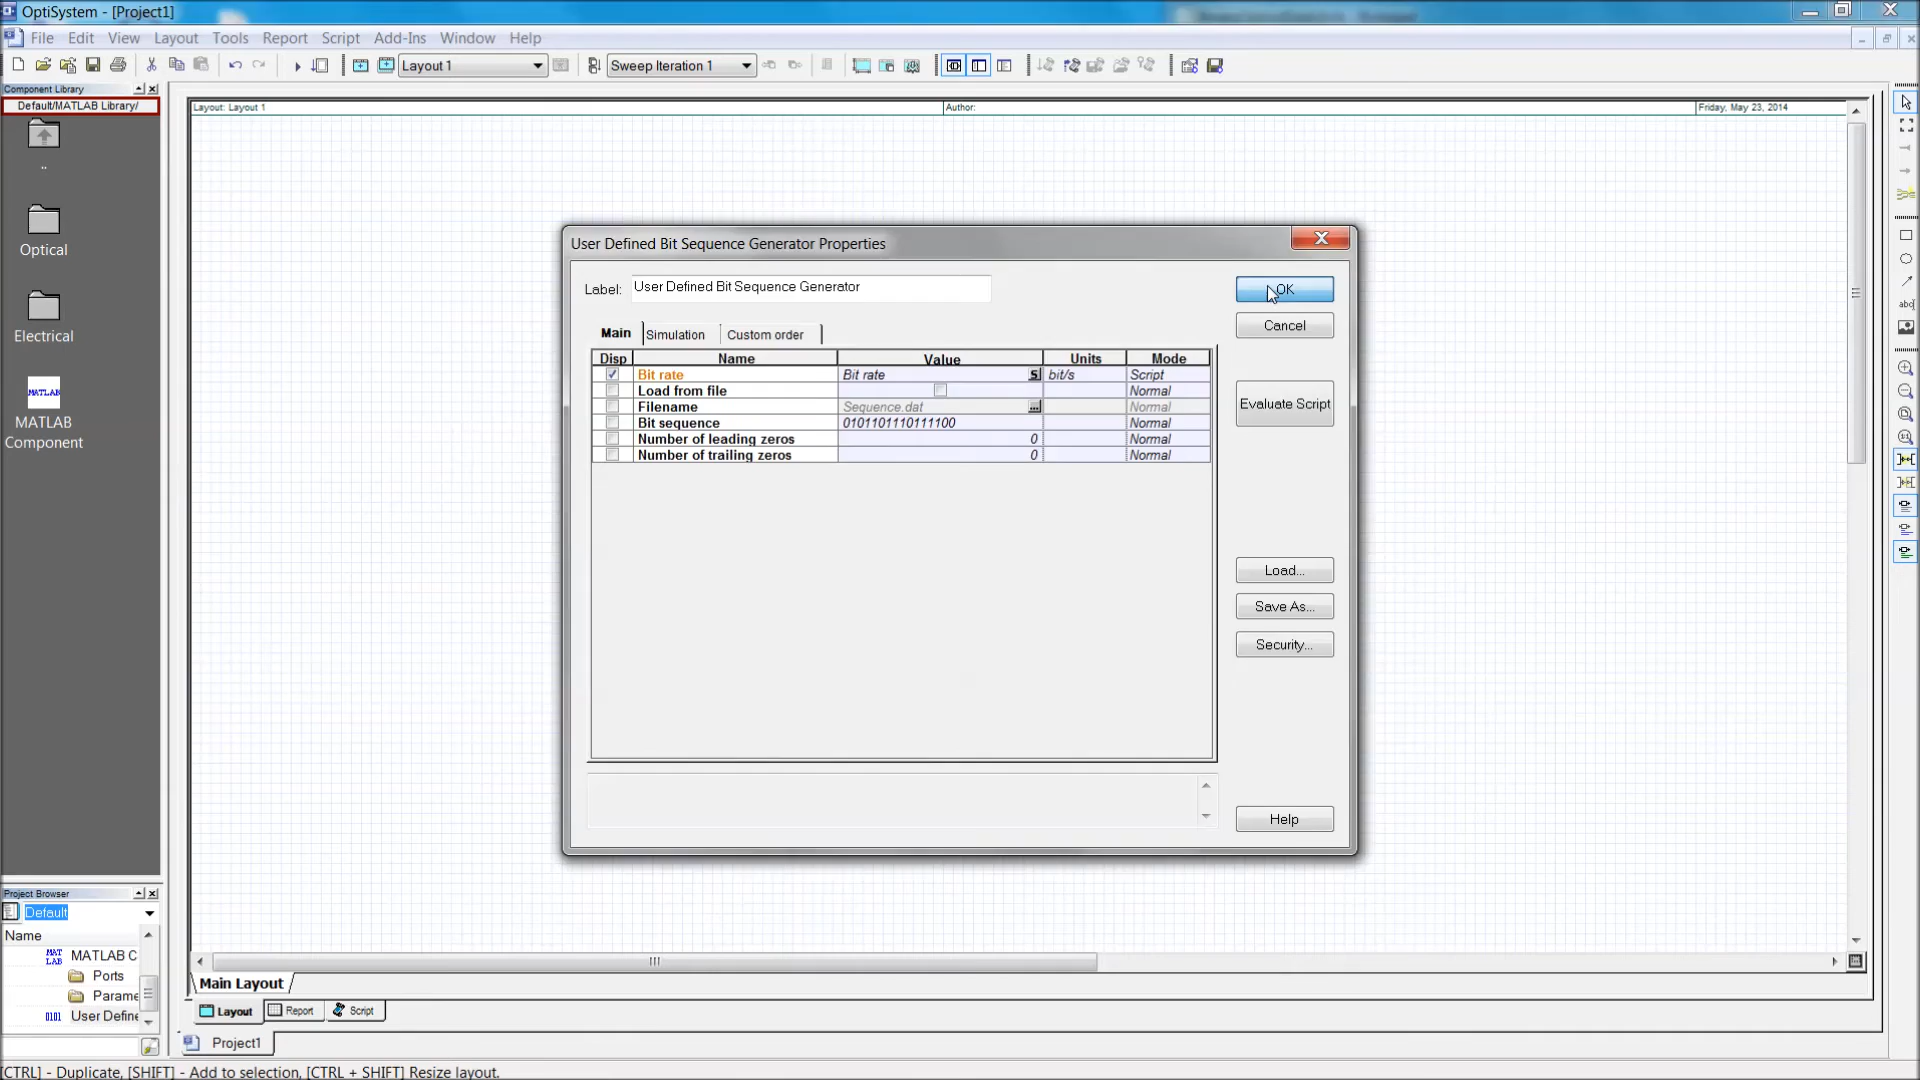 OptiSystem - [Project1]
File Edit View Layout Tools Report Script Add-Ins Window Help
Layout 1
Sweep Iteration 1
Component Library
Default/MATLAB Library/
..
Optical
Electrical
MATLAB
MATLAB
Component
Layout: Layout 1
Author:
Friday, May 23, 2014
User Defined Bit Sequence Generator Properties
Label: User Defined Bit Sequence Generator
OK
Cancel
Evaluate Script
Load...
Save As...
Security...
Help
Main Simulation Custom order
Disp Name Value Units Mode
Bit rate Bit rate S bit/s Script
Load from file Normal
Filename Sequence.dat ... Normal
Bit sequence 0101101110111100 Normal
Number of leading zeros 0 Normal
Number of trailing zeros 0 Normal
abc
Project Browser
Default
Name
MAT LAB MATLAB C
Ports
Parame
0101 User Define
Main Layout
Layout Report Script
Project1
[CTRL] - Duplicate, [SHIFT] - Add to selection, [CTRL + SHIFT] Resize layout.